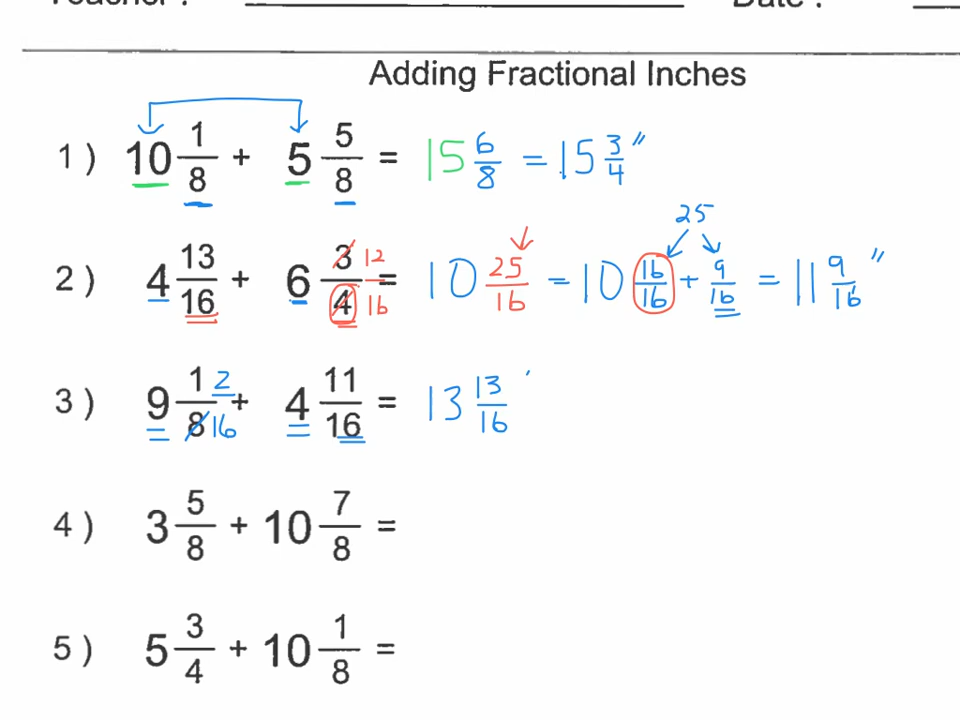 Teacher : Date :
Adding Fractional Inches
1 ) 10 1/8 + 5 5/8 = 15 6/8 = 15 3/4 "
25
2 ) 4 13/16 + 6 3/4 12/16 = 10 25/16 = 10 16/16 + 9/16 = 11 9/16 "
3 ) 9 1/8 2/16 + 4 11/16 = 13 13/16 '
4 ) 3 5/8 + 10 7/8 =
5 ) 5 3/4 + 10 1/8 =